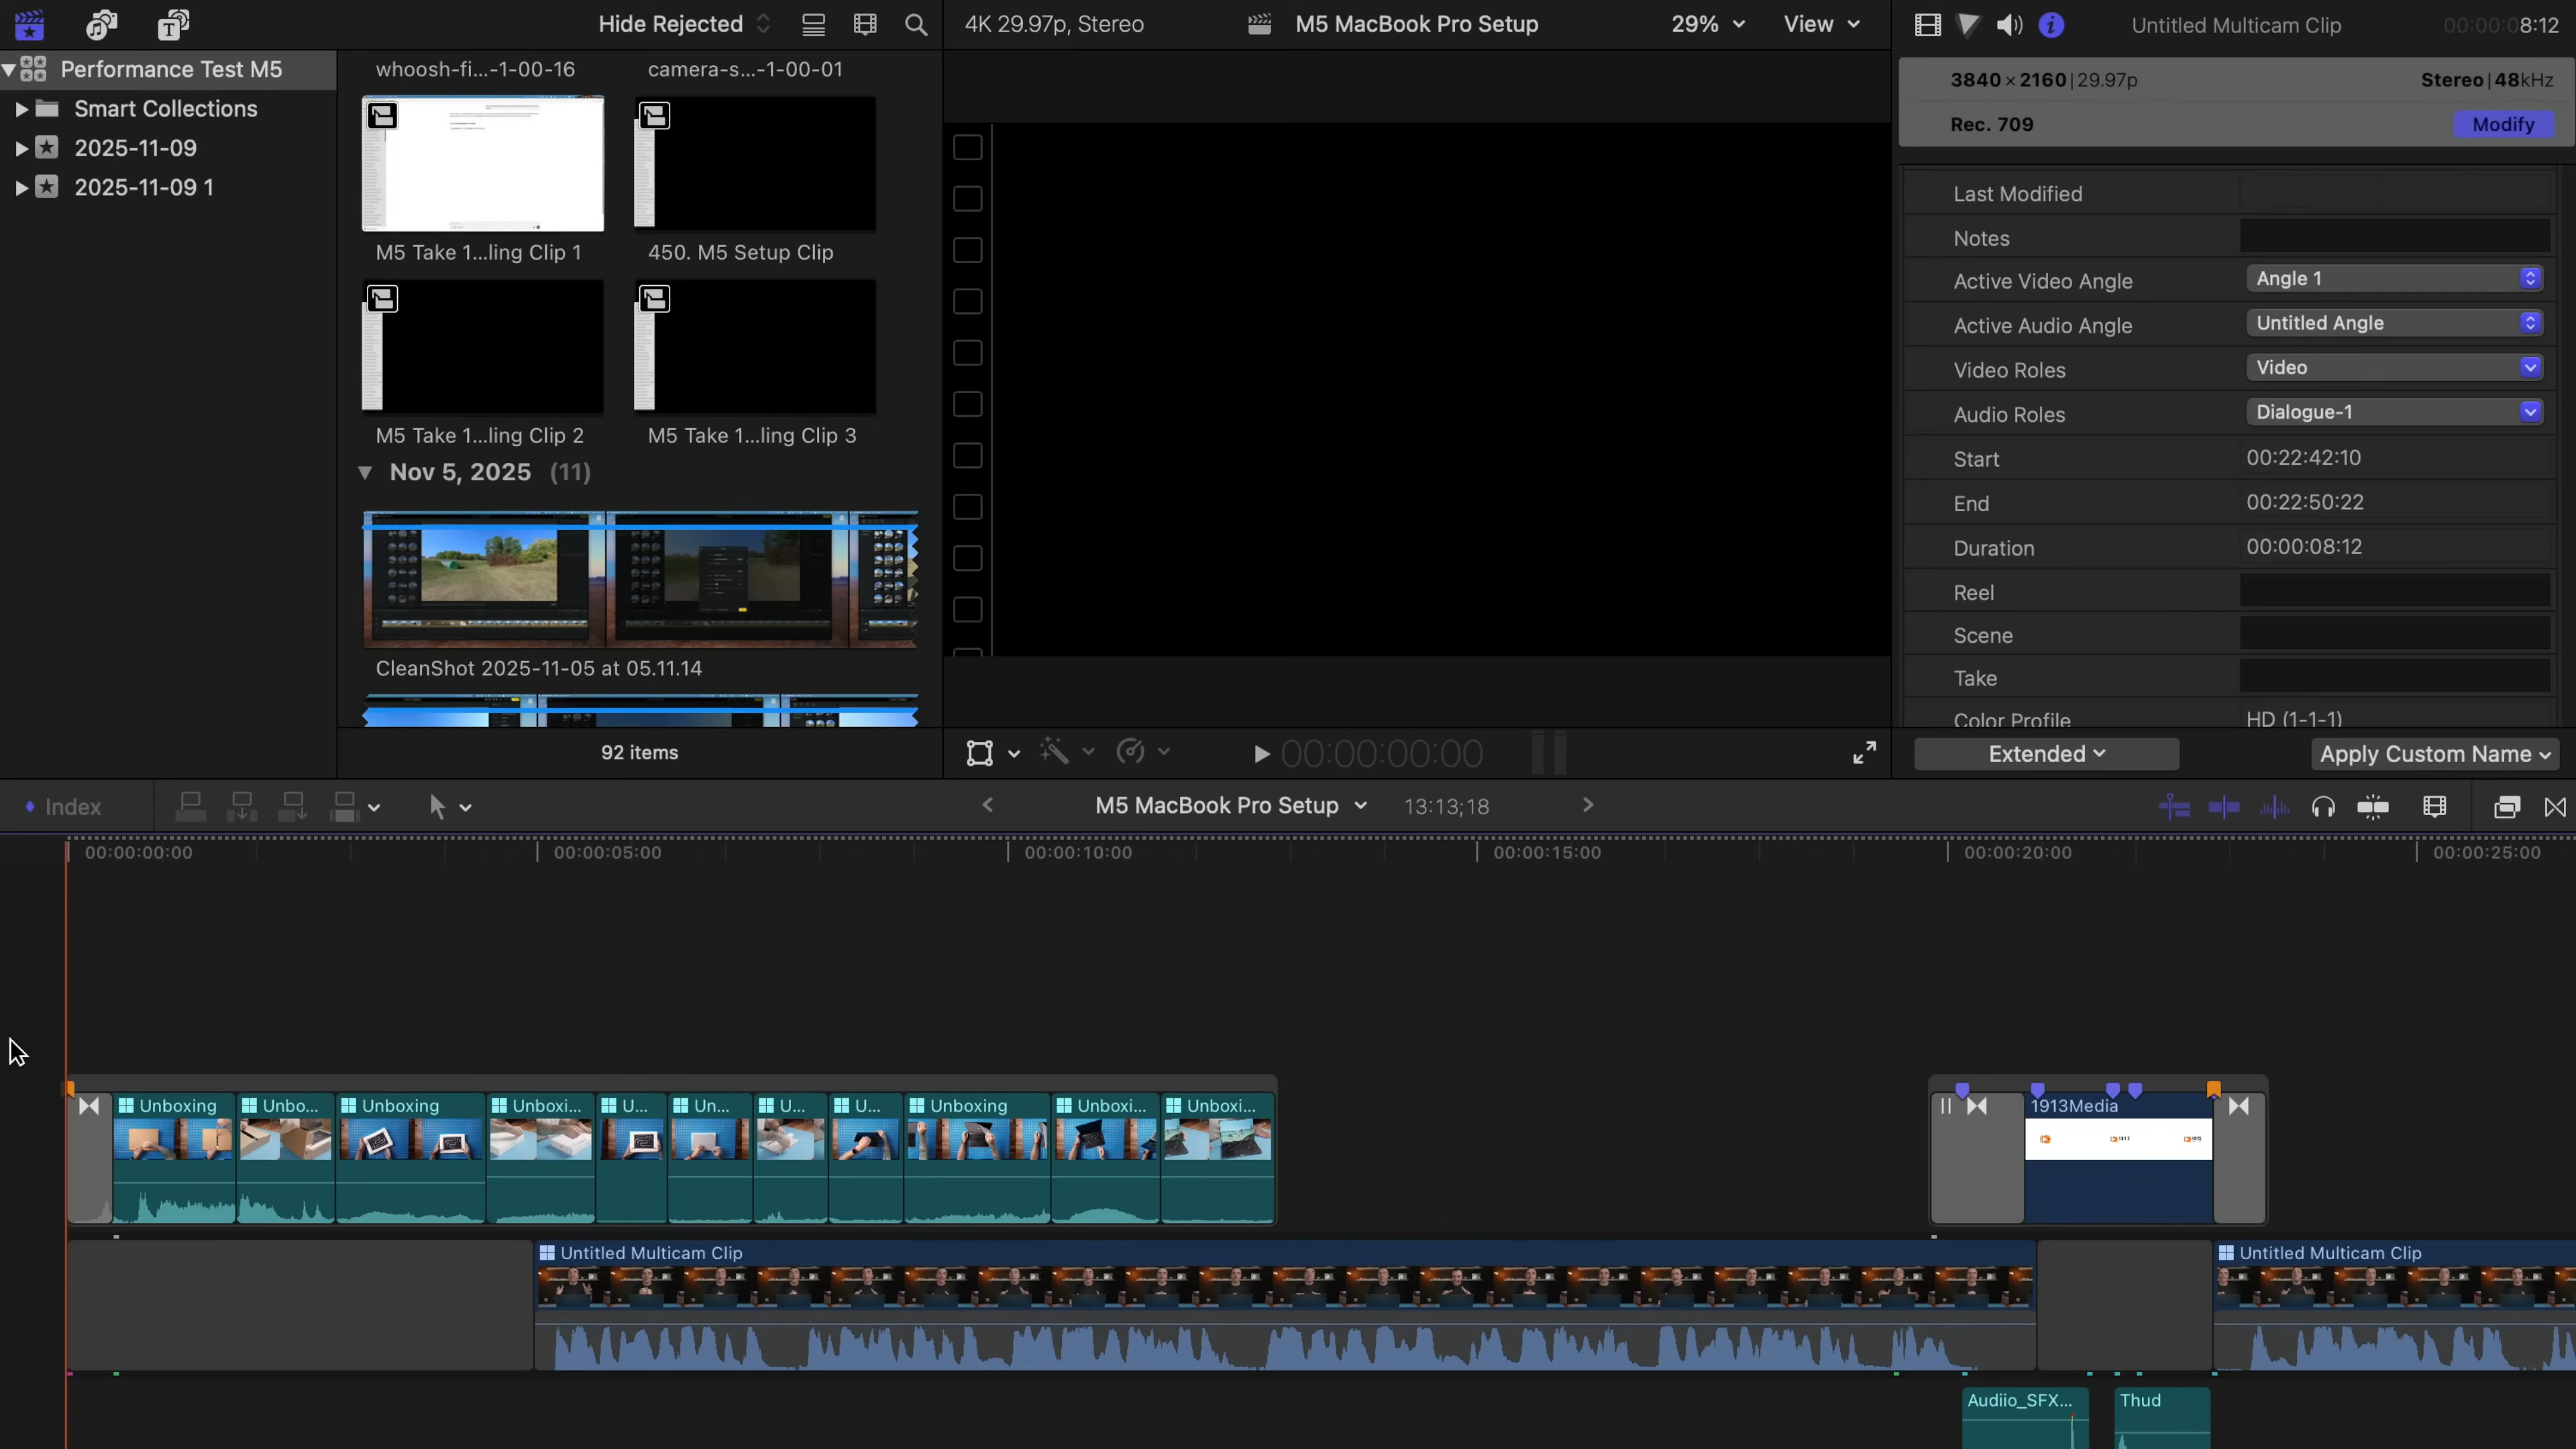 Hide Rejected
4K 29.97p, Stereo
M5 MacBook Pro Setup
29%
View
Untitled Multicam Clip
00:00:08:12
Performance Test M5
Smart Collections
2025-11-09
2025-11-09 1
whoosh-fi...-1-00-16
camera-s...-1-00-01
M5 Take 1...ling Clip 1
450. M5 Setup Clip
M5 Take 1...ling Clip 2
M5 Take 1...ling Clip 3
Nov 5, 2025 (11)
CleanShot 2025-11-05 at 05.11.14
92 items
00:00:00:00
3840 × 2160 | 29.97p
Stereo | 48kHz
Rec. 709
Modify
Last Modified
Notes
Active Video Angle
Angle 1
Active Audio Angle
Untitled Angle
Video Roles
Video
Audio Roles
Dialogue-1
Start
00:22:42:10
End
00:22:50:22
Duration
00:00:08:12
Reel
Scene
Take
Color Profile
HD (1-1-1)
Extended
Apply Custom Name
Index
M5 MacBook Pro Setup
13:13;18
00:00:00:00
00:00:05:00
00:00:10:00
00:00:15:00
00:00:20:00
00:00:25:00
Unboxing
Unbo...
Unboxing
Unboxi...
U...
Un...
U...
U...
Unboxing
Unboxi...
Unboxi...
1913Media
Untitled Multicam Clip
Untitled Multicam Clip
Audiio_SFX...
Thud